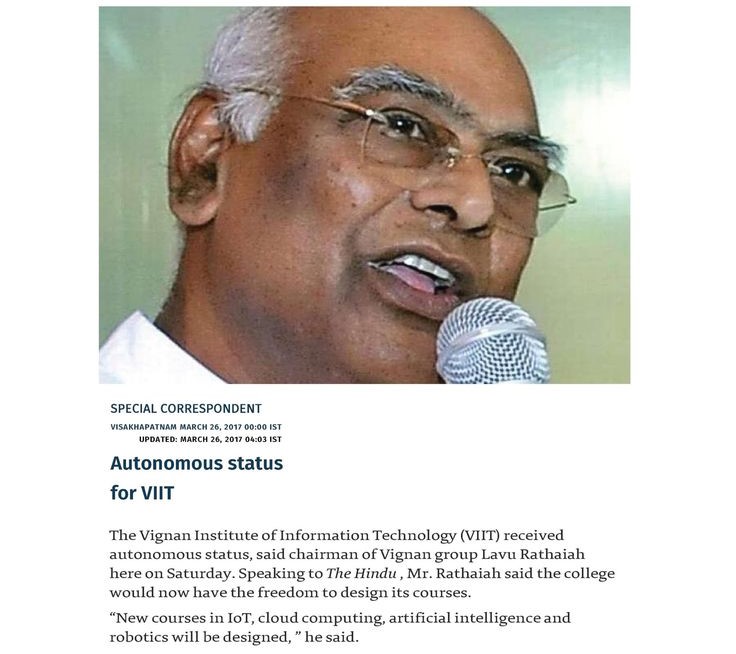 SPECIAL CORRESPONDENT
VISAKHAPATNAM MARCH 26, 2017 00:00 IST
UPDATED: MARCH 26, 2017 04:03 IST
Autonomous status
for VIIT
The Vignan Institute of Information Technology (VIIT) received
autonomous status, said chairman of Vignan group Lavu Rathaiah
here on Saturday. Speaking to The Hindu , Mr. Rathaiah said the college
would now have the freedom to design its courses.
“New courses in IoT, cloud computing, artificial intelligence and
robotics will be designed, ” he said.